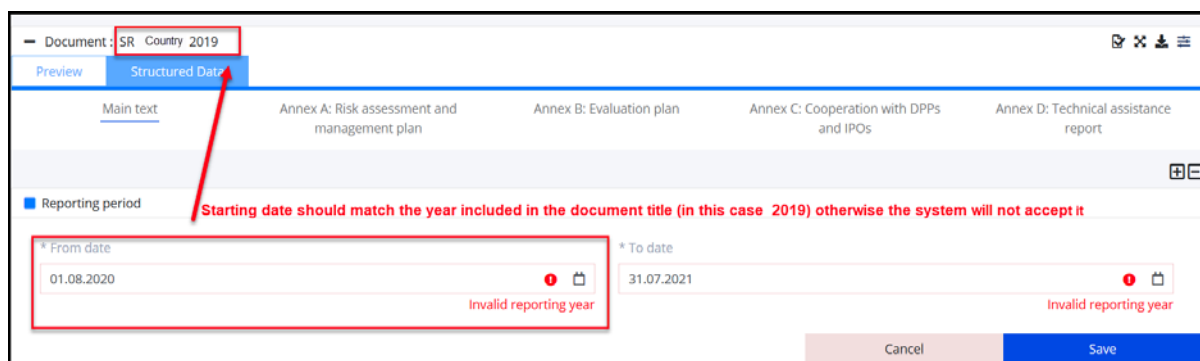 Document : SR Country 2019
Preview
Structured Data
Main text
Annex A: Risk assessment and
management plan
Annex B: Evaluation plan
Annex C: Cooperation with DPPs
and IPOs
Annex D: Technical assistance
report
Reporting period
Starting date should match the year included in the document title (in this case 2019) otherwise the system will not accept it
* From date
* To date
01.08.2020
31.07.2021
Invalid reporting year
Invalid reporting year
Cancel
Save